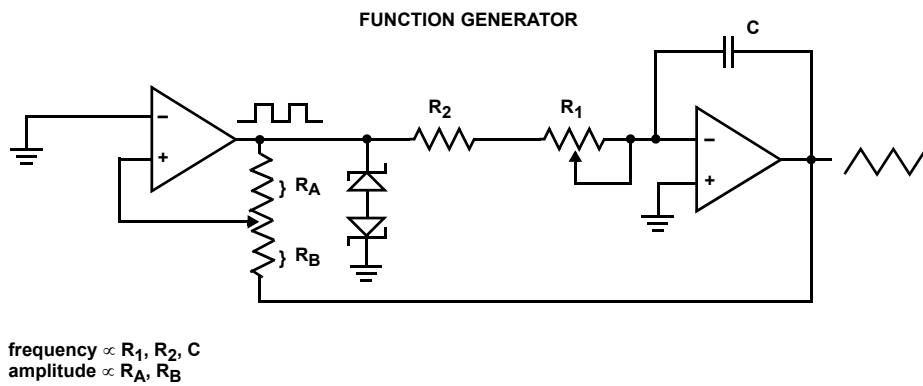 FUNCTION GENERATOR
C
R2
R1
−
+
−
+
} RA
} RB
frequency ∝ R1, R2, C
amplitude ∝ RA, RB